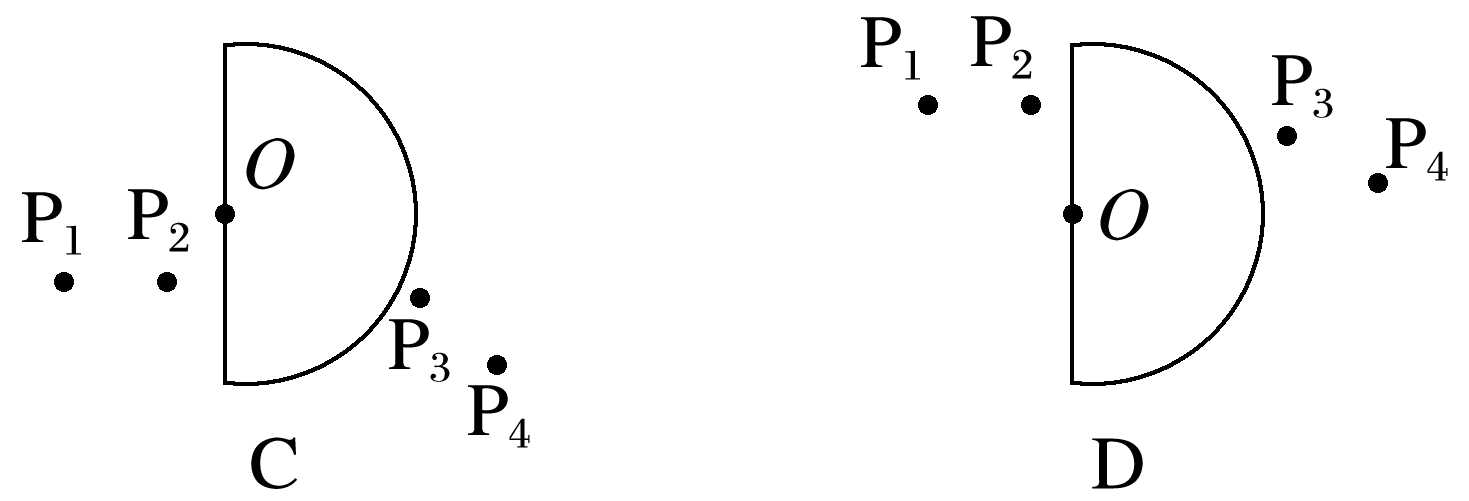 P₁ P₂ O P₃ P₄
C
P₁ P₂ O P₃ P₄
D